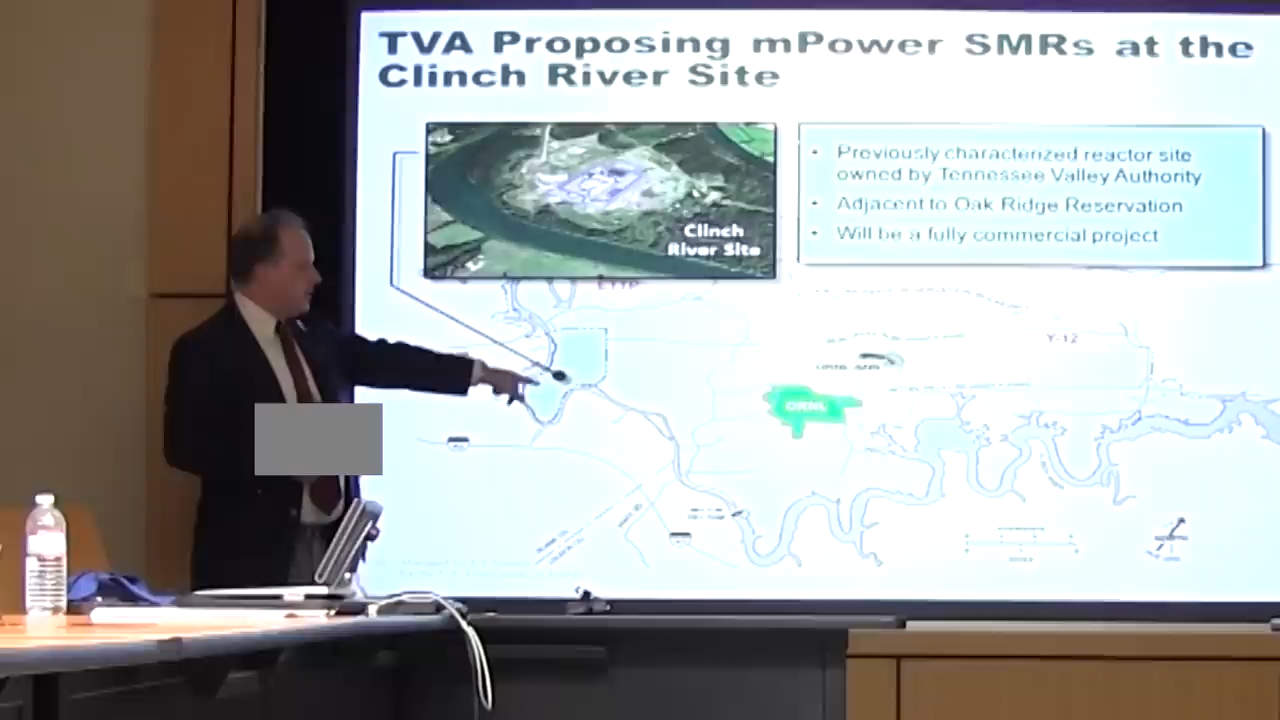 TVA Proposing mPower SMRs at the
Clinch River Site
Clinch
River Site
• Previously characterized reactor site
owned by Tennessee Valley Authority
• Adjacent to Oak Ridge Reservation
• Will be a fully commercial project
ETTP
Y-12
ORNL